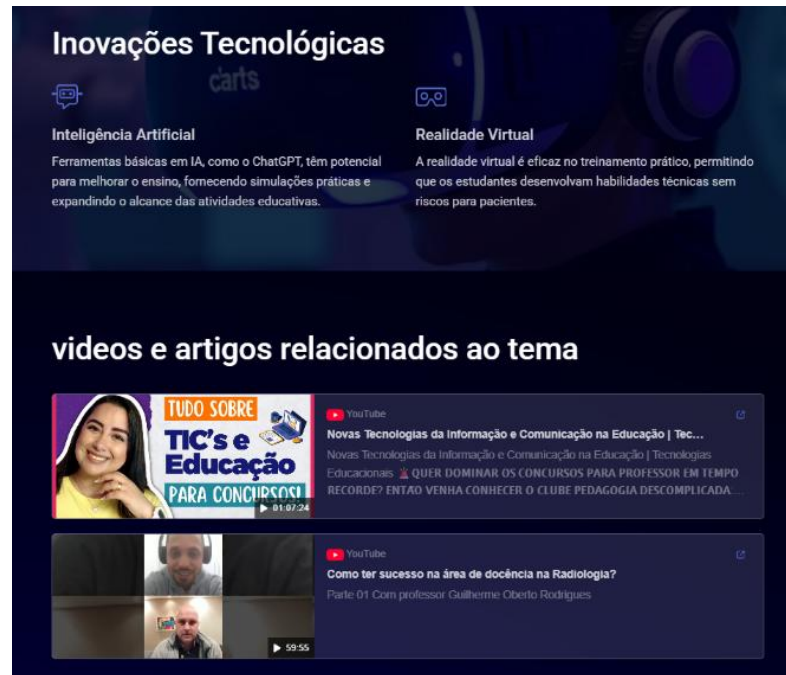 Inovações Tecnológicas
c\arts
Inteligência Artificial
Ferramentas básicas em IA, como o ChatGPT, têm potencial
para melhorar o ensino, fornecendo simulações práticas e
expandindo o alcance das atividades educativas.
Realidade Virtual
A realidade virtual é eficaz no treinamento prático, permitindo
que os estudantes desenvolvam habilidades técnicas sem
riscos para pacientes.
videos e artigos relacionados ao tema
TUDO SOBRE
TIC's e
Educação
PARA CONCURSOS!
01:07:24
YouTube
Novas Tecnologias da Informação e Comunicação na Educação | Tec...
Novas Tecnologias da Informação e Comunicação na Educação | Tecnologias
Educacionais 🚨 QUER DOMINAR OS CONCURSOS PARA PROFESSOR EM TEMPO
RECORDE? ENTÃO VENHA CONHECER O CLUBE PEDAGOGIA DESCOMPLICADA...
59:55
YouTube
Como ter sucesso na área de docência na Radiologia?
Parte 01 Com professor Guilherme Oberto Rodrigues